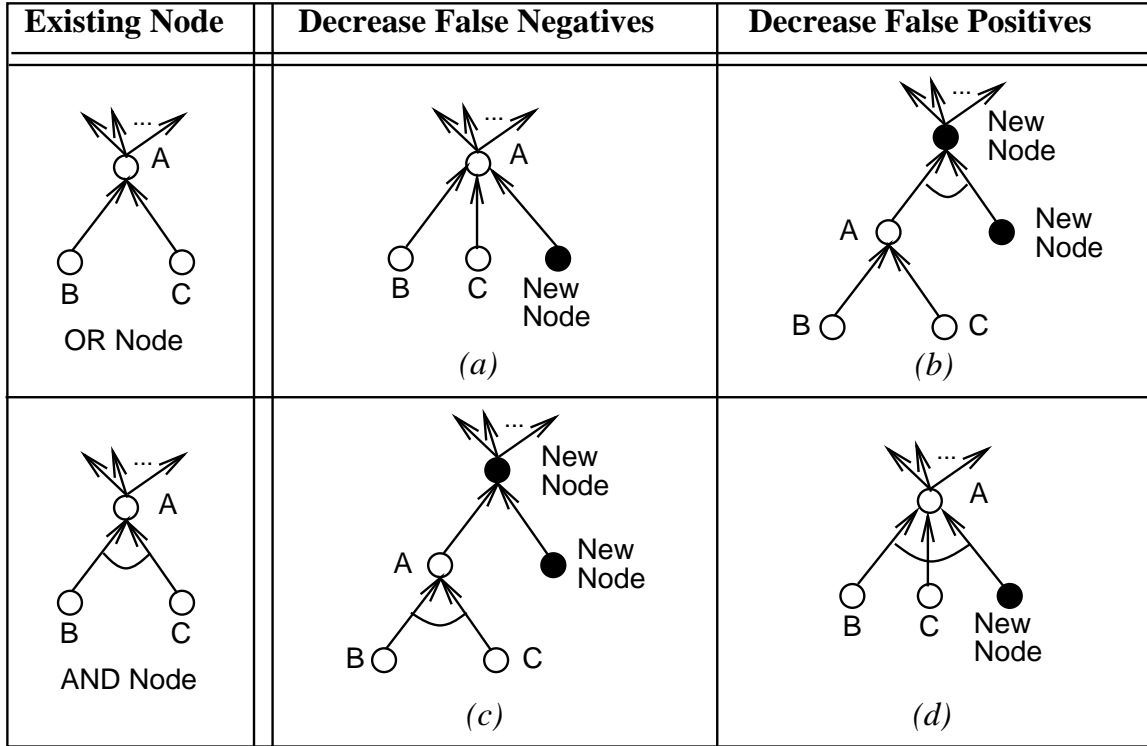 Existing Node
Decrease False Negatives
Decrease False Positives
...
A
B
C
OR Node
...
A
B
C
New
Node
(a)
...
New
Node
A
New
Node
B
C
(b)
...
A
B
C
AND Node
...
New
Node
A
New
Node
B
C
(c)
...
A
B
C
New
Node
(d)